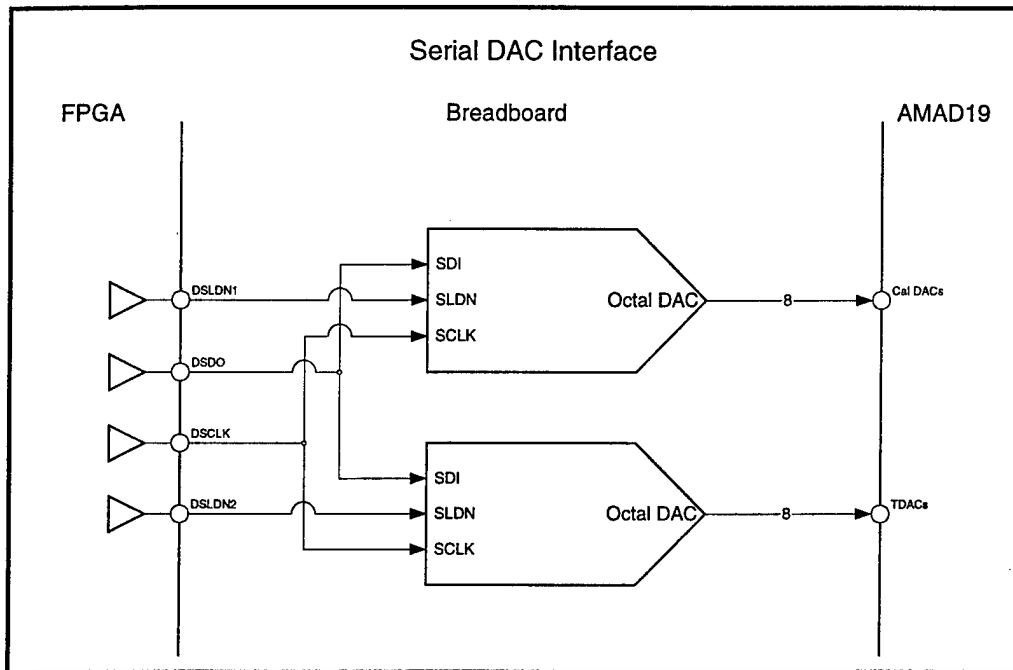 Serial DAC Interface
FPGA
Breadboard
AMAD19
SDI
DSLDN1
SLDN
Octal DAC
8
Cal DACs
SCLK
DSDO
DSCLK
SDI
DSLDN2
SLDN
Octal DAC
8
TDACs
SCLK